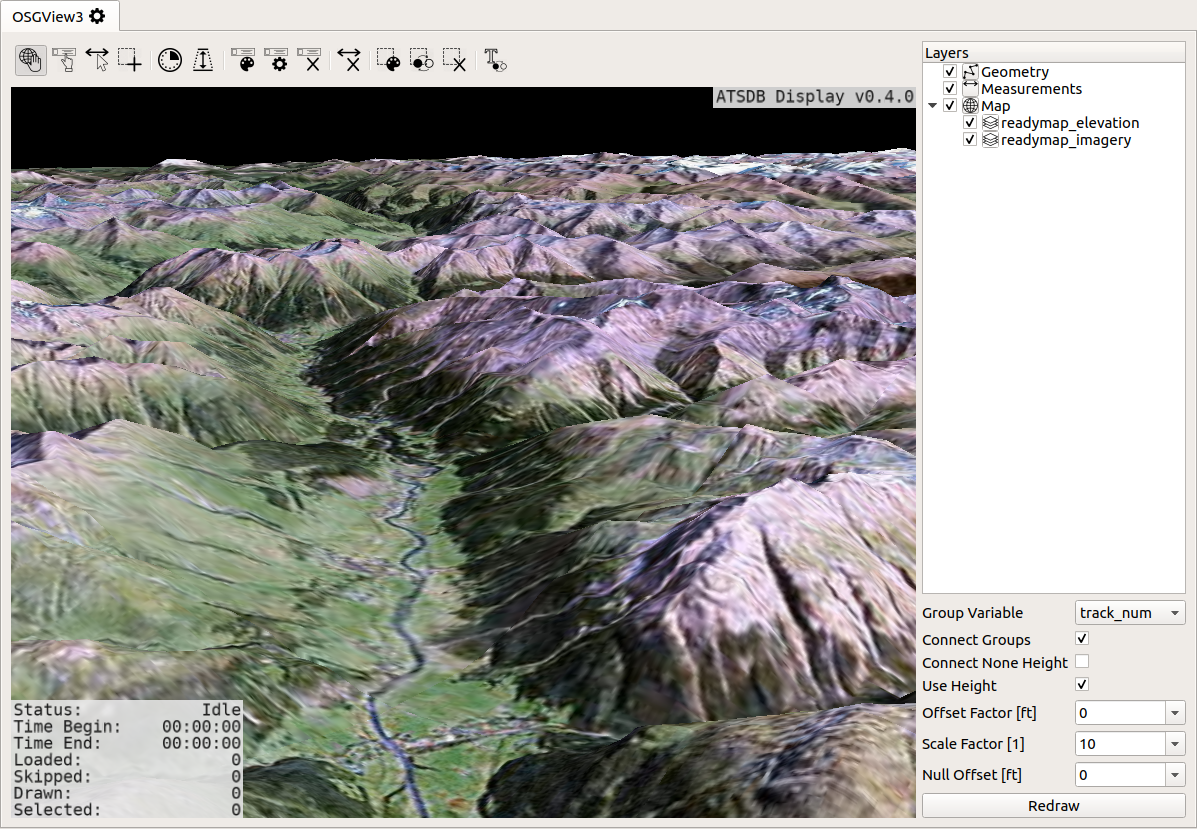 OSGView3
ATSDB Display v0.4.0
Layers
Geometry
Measurements
Map
readymap_elevation
readymap_imagery
Status: Idle
Time Begin: 00:00:00
Time End: 00:00:00
Loaded: 0
Skipped: 0
Drawn: 0
Selected: 0
Group Variable track_num
Connect Groups
Connect None Height
Use Height
Offset Factor [ft] 0
Scale Factor [1] 10
Null Offset [ft] 0
Redraw